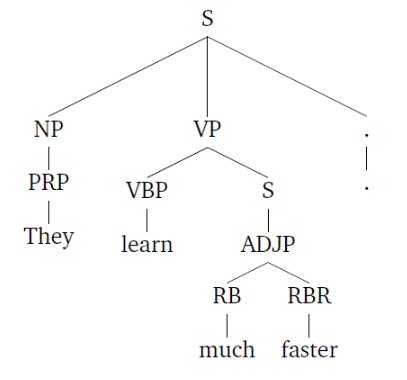 S
NP VP .
PRP VBP S .
They learn ADJP
RB RBR
much faster